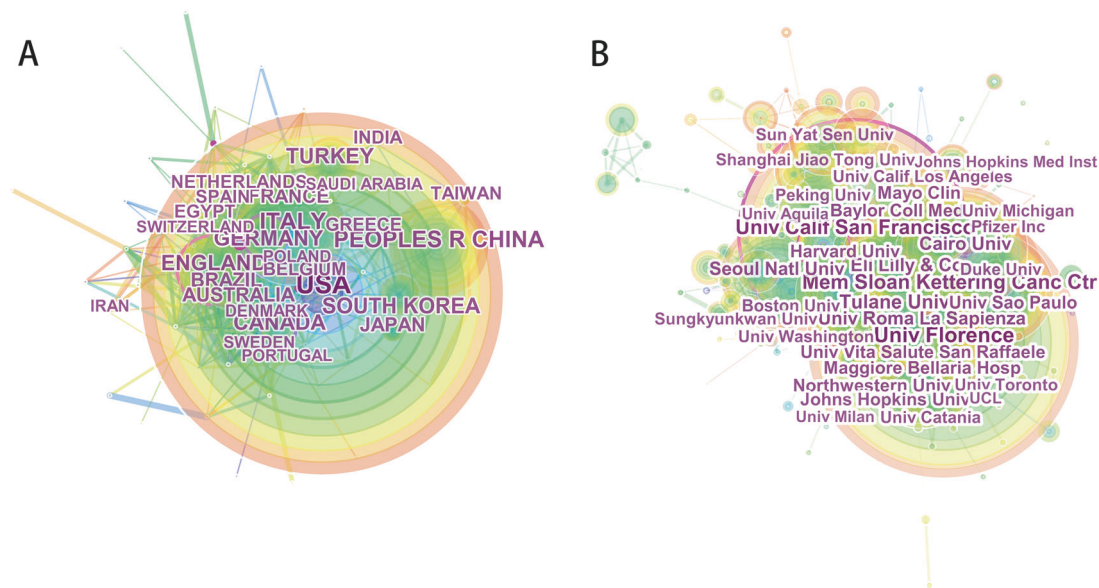 A
INDIA
TURKEY
NETHERLANDS
SAUDI ARABIA
SPAIN
FRANCE
TAIWAN
EGYPT
ITALY
GREECE
SWITZERLAND
GERMANY
PEOPLES R CHINA
POLAND
ENGLAND
BELGIUM
BRAZIL
USA
AUSTRALIA
IRAN
SOUTH KOREA
DENMARK
CANADA
JAPAN
SWEDEN
PORTUGAL
B
Sun Yat Sen Univ
Shanghai Jiao Tong Univ
Johns Hopkins Med Inst
Univ Calif Los Angeles
Peking Univ
Mayo Clin
Univ Aquila
Baylor Coll Med
Univ Michigan
Univ Calif San Francisco
Pfizer Inc
Cairo Univ
Harvard Univ
Seoul Natl Univ
Eli Lilly & Co
Duke Univ
Mem Sloan Kettering Canc Ctr
Boston Univ
Tulane Univ
Univ Sao Paulo
Sungkyunkwan Univ
Univ Roma La Sapienza
Univ Washington
Univ Florence
Univ Vita Salute San Raffaele
Maggiore Bellaria Hosp
Northwestern Univ
Univ Toronto
Johns Hopkins Univ
UCL
Univ Milan
Univ Catania